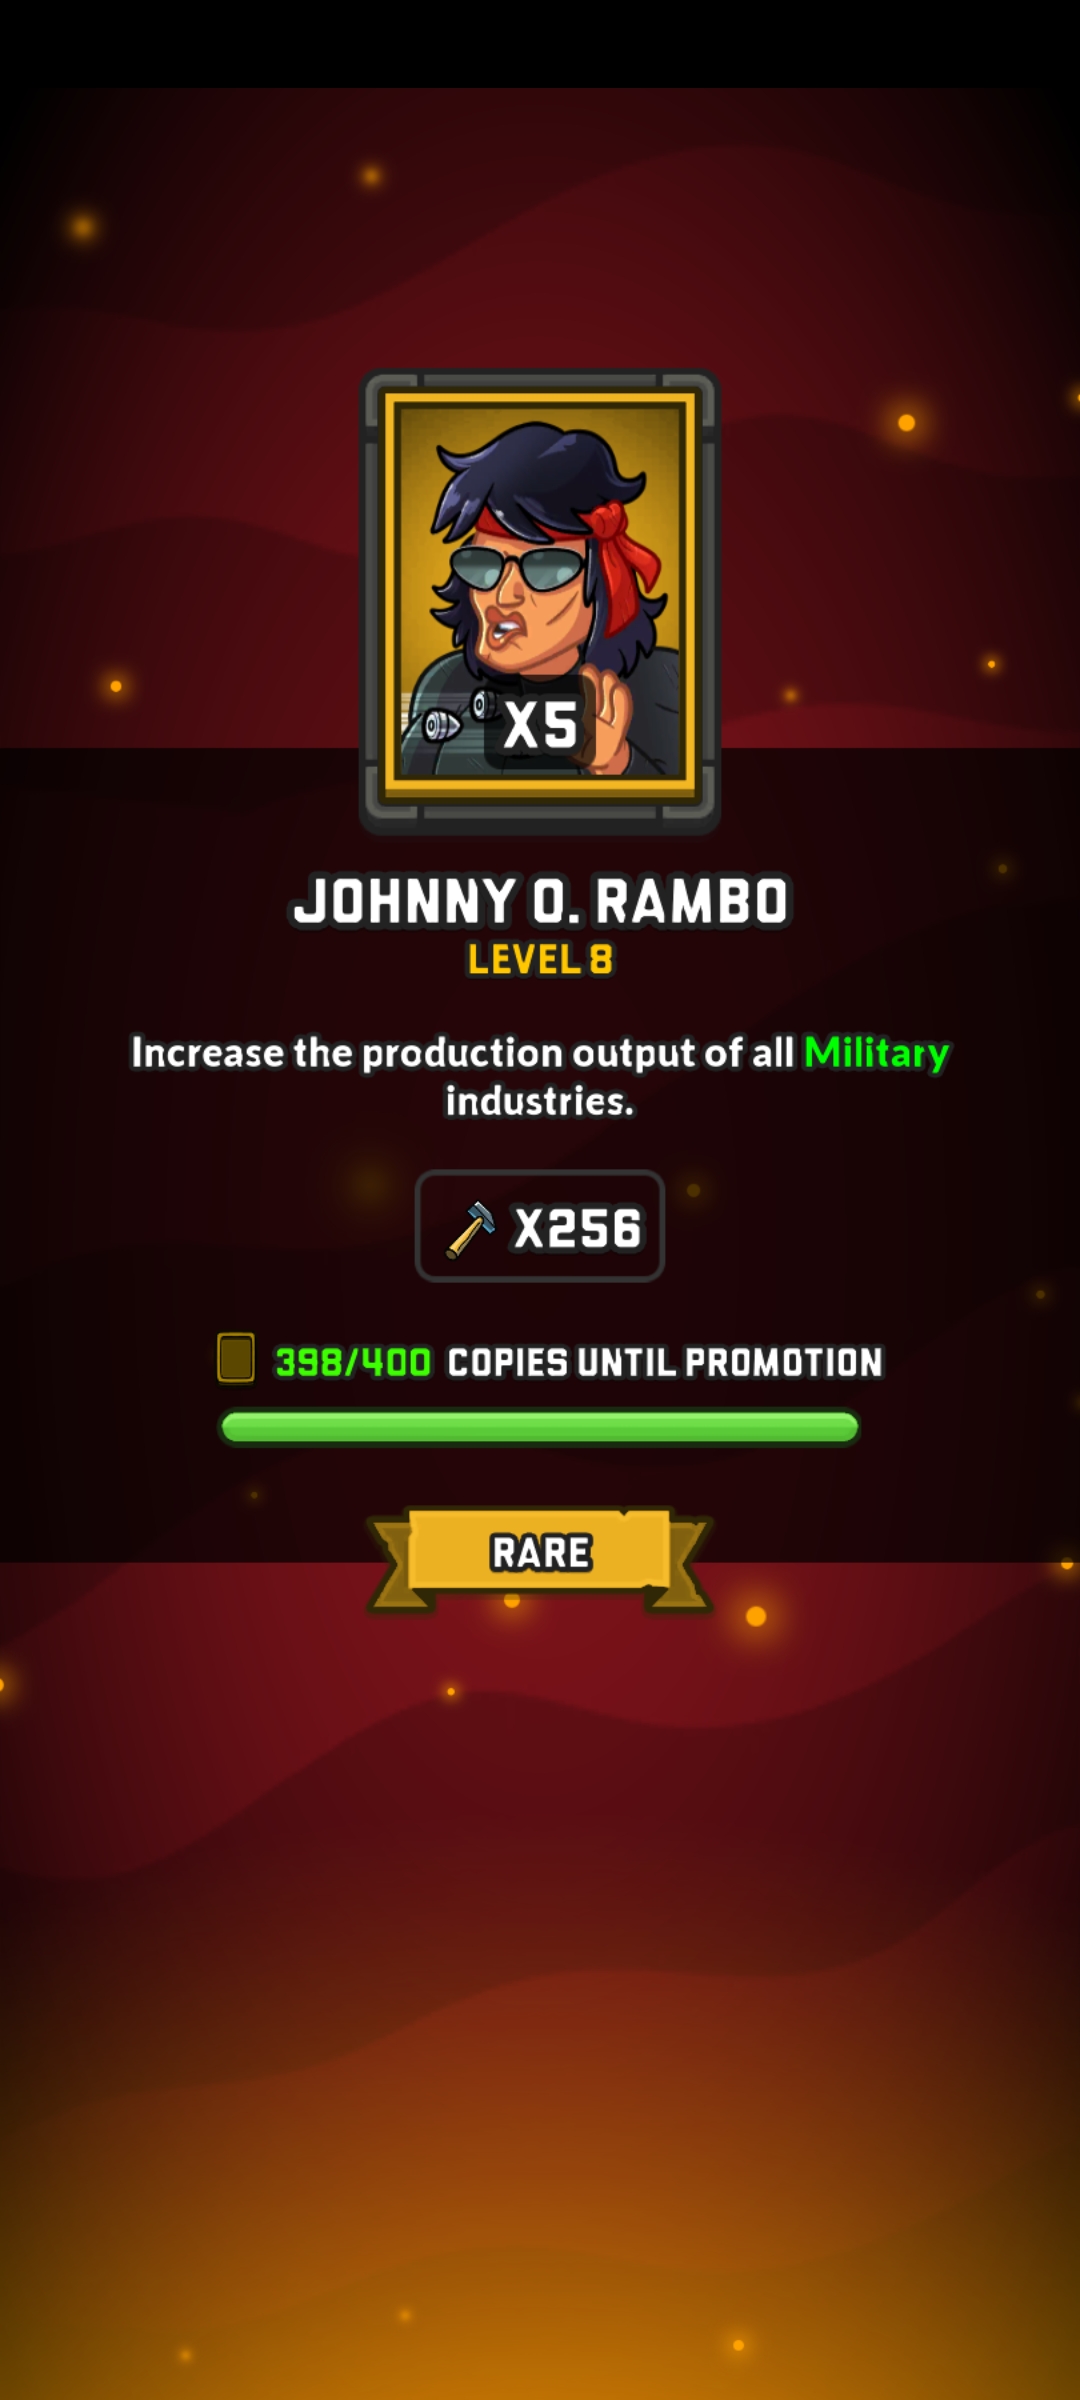 X5
JOHNNY O. RAMBO
LEVEL 8
Increase the production output of all Military
industries.
X256
398/400 COPIES UNTIL PROMOTION
RARE